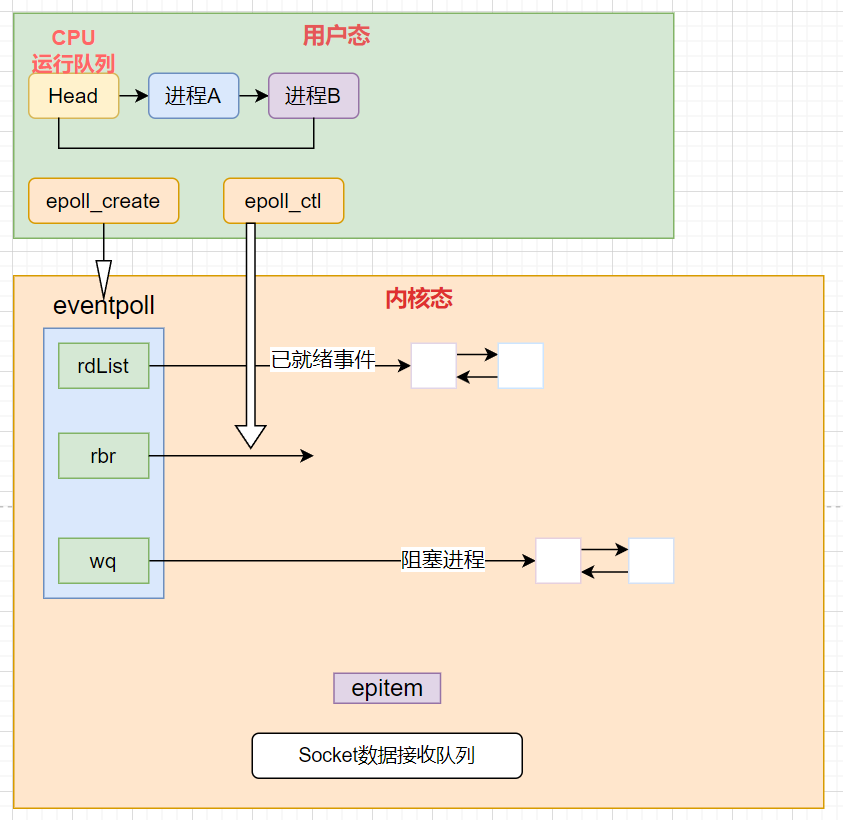 CPU
运行队列
用户态
Head
进程A
进程B
epoll_create
epoll_ctl
内核态
eventpoll
rdList
已就绪事件
rbr
wq
阻塞进程
epitem
Socket数据接收队列